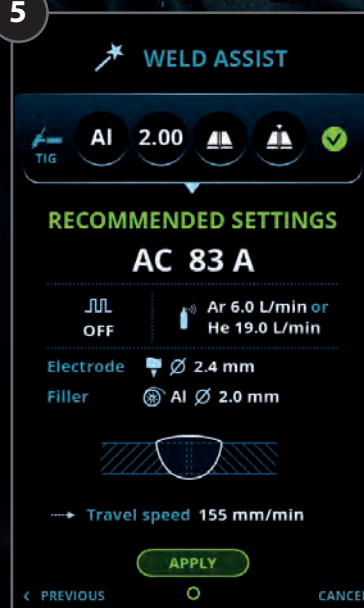 5
WELD ASSIST
TIG
Al
2.00
RECOMMENDED SETTINGS
AC 83 A
OFF
Ar 6.0 L/min or
He 19.0 L/min
Electrode Ø 2.4 mm
Filler Al Ø 2.0 mm
Travel speed 155 mm/min
APPLY
‹ PREVIOUS
CANCEL